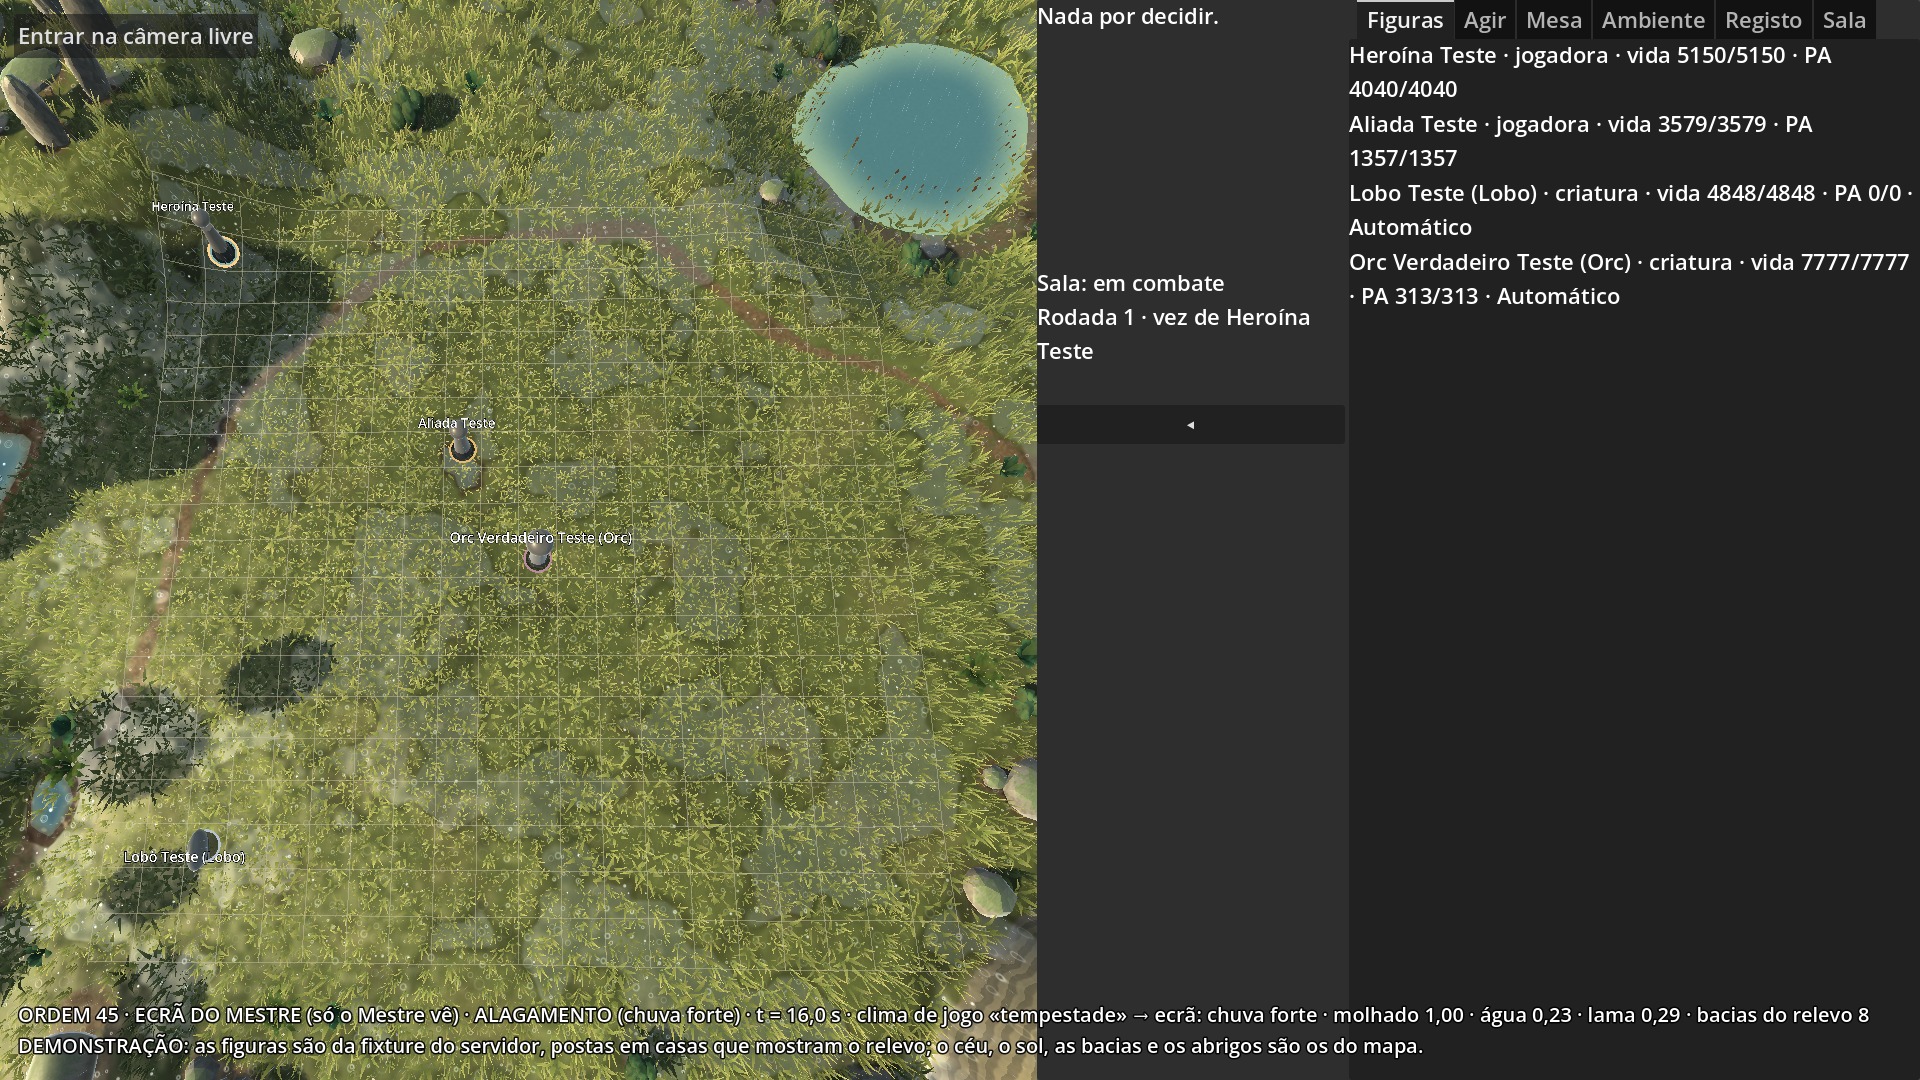 Entrar na câmera livre
Heroína Teste
Aliada Teste
Orc Verdadeiro Teste (Orc)
Lobo Teste (Lobo)
Nada por decidir.
Sala: em combate
Rodada 1 · vez de Heroína
Teste
Figuras Agir Mesa Ambiente Registo Sala
Heroína Teste · jogadora · vida 5150/5150 · PA
4040/4040
Aliada Teste · jogadora · vida 3579/3579 · PA
1357/1357
Lobo Teste (Lobo) · criatura · vida 4848/4848 · PA 0/0 ·
Automático
Orc Verdadeiro Teste (Orc) · criatura · vida 7777/7777
· PA 313/313 · Automático
ORDEM 45 · ECRÃ DO MESTRE (só o Mestre vê) · ALAGAMENTO (chuva forte) · t = 16,0 s · clima de jogo «tempestade» → ecrã: chuva forte · molhado 1,00 · água 0,23 · lama 0,29 · bacias do relevo 8
DEMONSTRAÇÃO: as figuras são da fixture do servidor, postas em casas que mostram o relevo; o céu, o sol, as bacias e os abrigos são os do mapa.